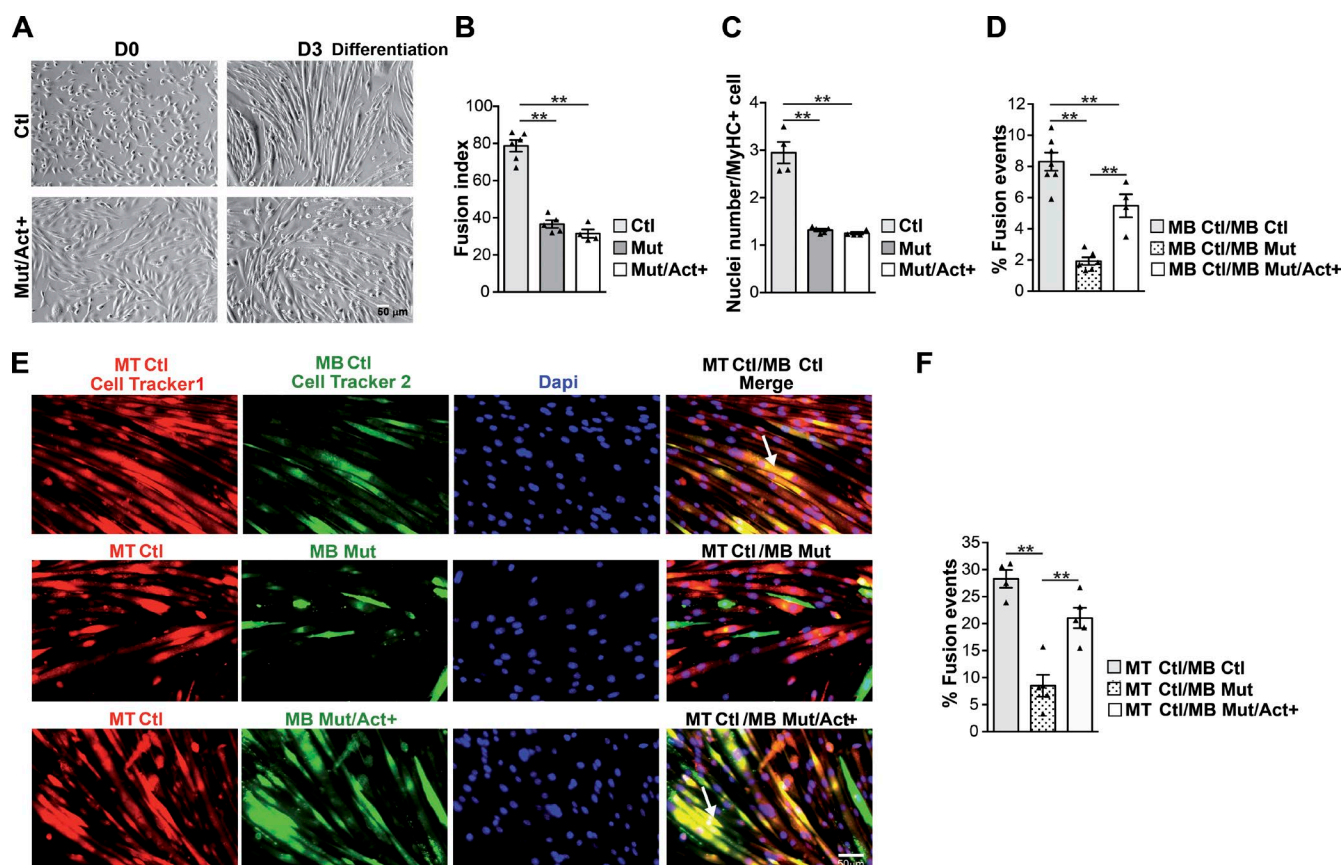 A
D0
D3 Differentiation
Ctl
Mut/Act+
50 µm
B
Fusion index
100
80
60
40
20
0
**
**
Ctl
Mut
Mut/Act+
C
Nuclei number/MyHC+ cell
4
3
2
1
0
**
**
Ctl
Mut
Mut/Act+
D
% Fusion events
12
10
8
6
4
2
0
**
**
**
MB Ctl/MB Ctl
MB Ctl/MB Mut
MB Ctl/MB Mut/Act+
E
MT Ctl
Cell Tracker1
MB Ctl
Cell Tracker 2
Dapi
MT Ctl/MB Ctl
Merge
MT Ctl
MB Mut
MT Ctl/MB Mut
MT Ctl
MB Mut/Act+
MT Ctl/MB Mut/Act+
50µm
F
% Fusion events
35
30
25
20
15
10
5
0
**
**
MT Ctl/MB Ctl
MT Ctl/MB Mut
MT Ctl/MB Mut/Act+